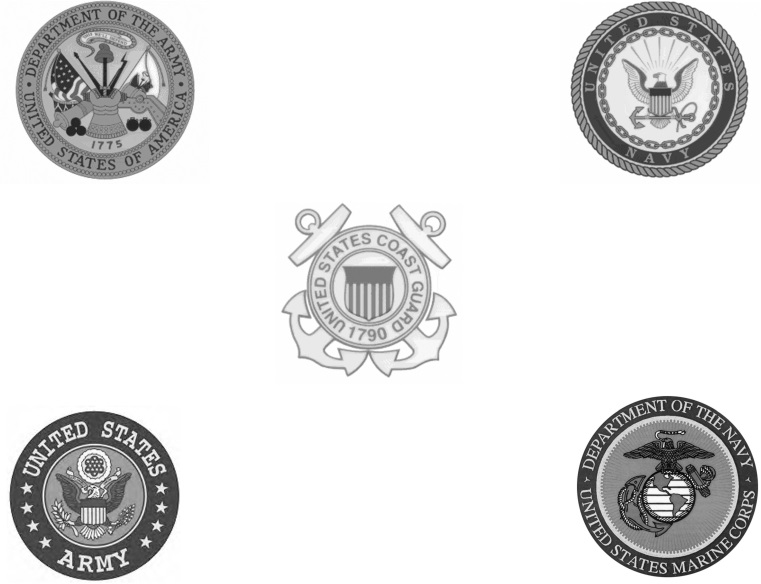 DEPARTMENT OF THE ARMY
UNITED STATES OF AMERICA
1775
UNITED STATES
NAVY
UNITED STATES COAST GUARD
1790
UNITED STATES
ARMY
DEPARTMENT OF THE NAVY
UNITED STATES MARINE CORPS